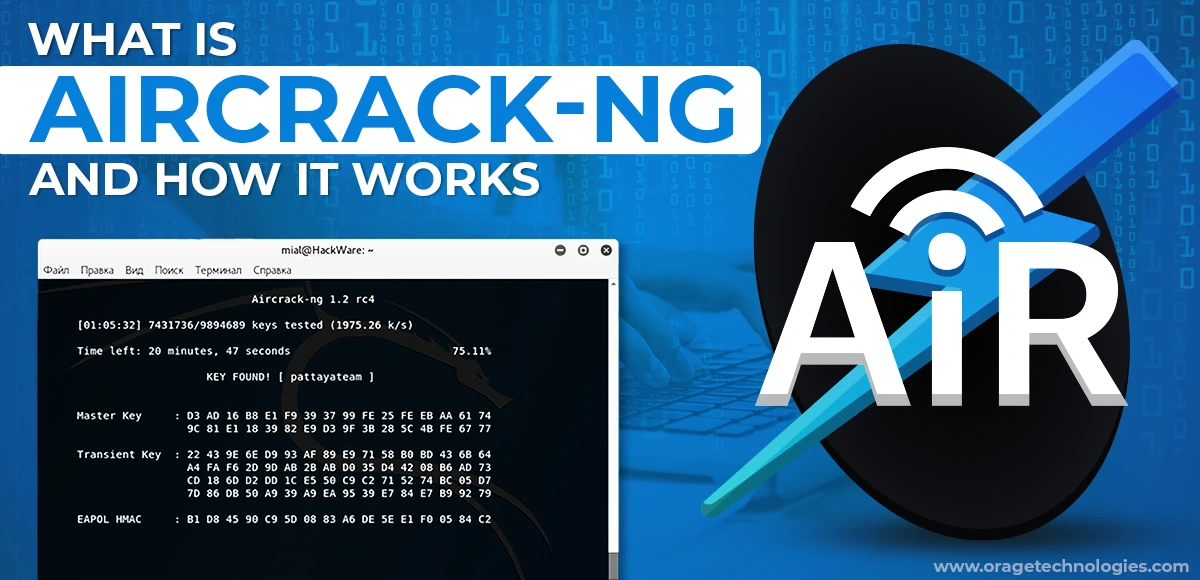 WHAT IS
AIRCRACK-NG
AND HOW IT WORKS
mial@HackWare: ~
Файл Правка Вид Поиск Терминал Справка
Aircrack-ng 1.2 rc4
[01:05:32] 7431736/9894689 keys tested (1975.26 k/s)
Time left: 20 minutes, 47 seconds 75.11%
KEY FOUND! [ pattayateam ]
Master Key : D3 AD 16 B8 E1 F9 39 37 99 FE 25 FE EB AA 61 74
9C 81 E1 18 39 82 E9 D3 9F 3B 28 5C 4B FE 67 77
Transient Key : 22 43 9E 6E D9 93 AF 89 E9 71 58 B0 BD 43 6B 64
A4 FA F6 2D 9D AB 2B AB D0 35 D4 42 08 B6 AD 73
CD 18 6D D2 DD 1C E5 50 C9 C2 71 52 74 BC 05 D7
7D 86 DB 50 A9 39 A9 EA 95 39 E7 84 E7 B9 92 79
EAPOL HMAC : B1 D8 45 90 C9 5D 08 83 A6 DE 5E E1 F0 05 84 C2
AiR
www.oragetechnologies.com